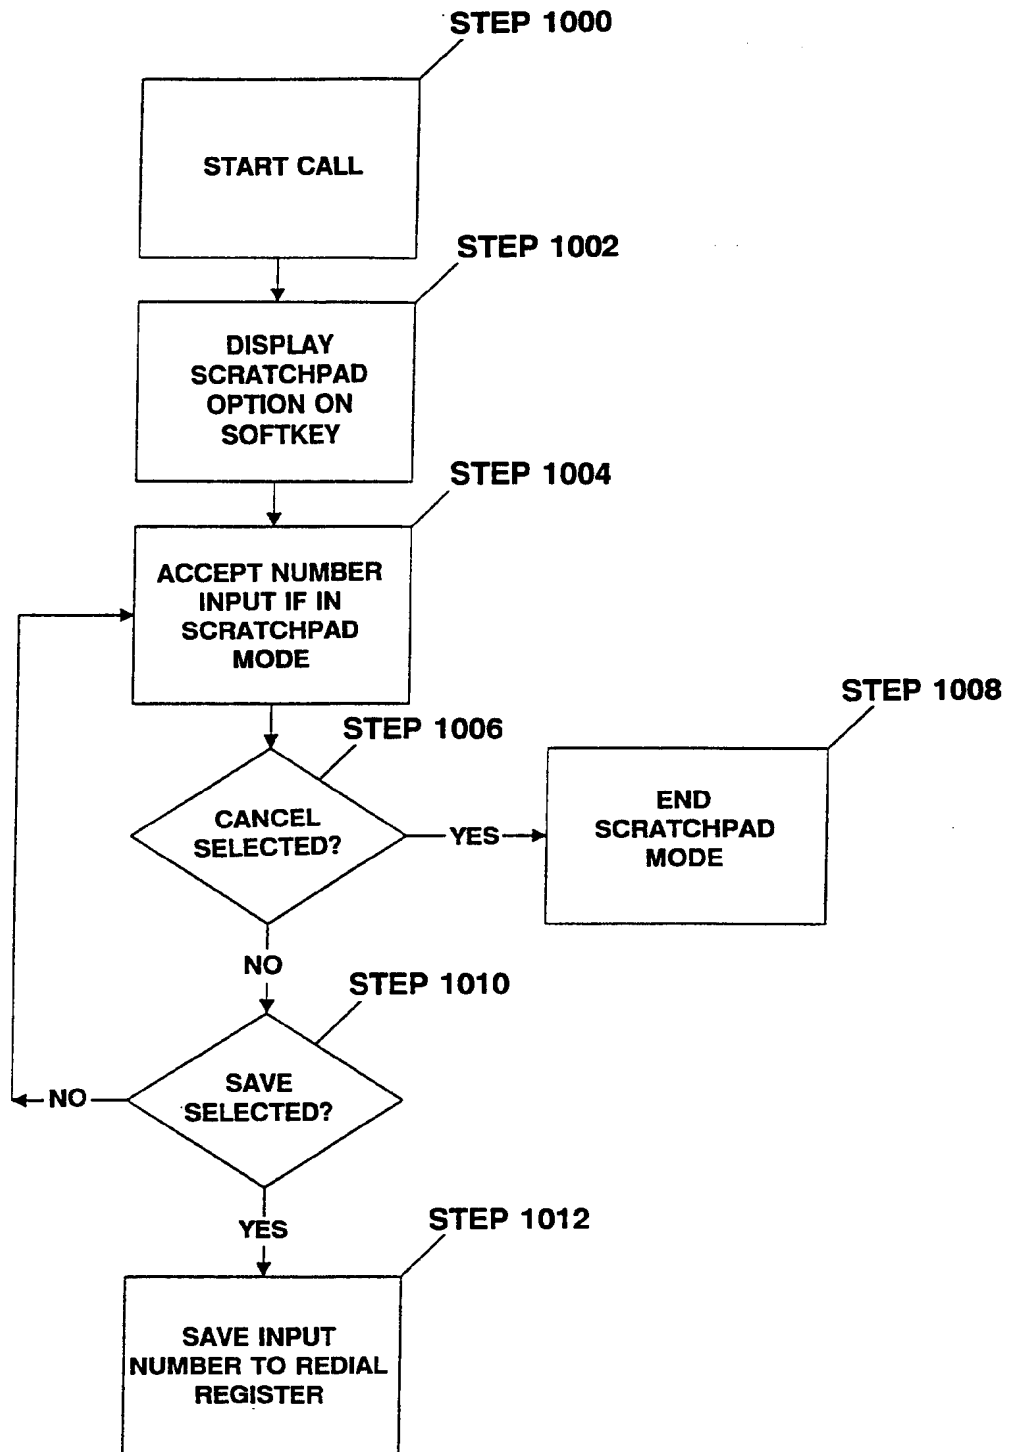 STEP 1000
START CALL
STEP 1002
DISPLAY
SCRATCHPAD
OPTION ON
SOFTKEY
STEP 1004
ACCEPT NUMBER
INPUT IF IN
SCRATCHPAD
MODE
STEP 1006
CANCEL
SELECTED?
YES
STEP 1008
END
SCRATCHPAD
MODE
NO
STEP 1010
SAVE
SELECTED?
NO
YES
STEP 1012
SAVE INPUT
NUMBER TO REDIAL
REGISTER